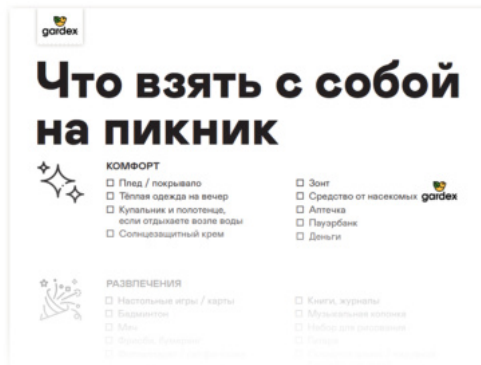 gardex
Что взять с собой
на пикник
КОМФОРТ
Плед / покрывало
Тёплая одежда на вечер
Купальник и полотенце,
если отдыхаете возле воды
Солнцезащитный крем
Зонт
Средство от насекомых gardex
Аптечка
Пауэрбанк
Деньги
РАЗВЛЕЧЕНИЯ
Настольные игры / карты
Бадминтон
Мяч
Книги, журналы
Музыкальная колонка
Набор для рисования
Гитара